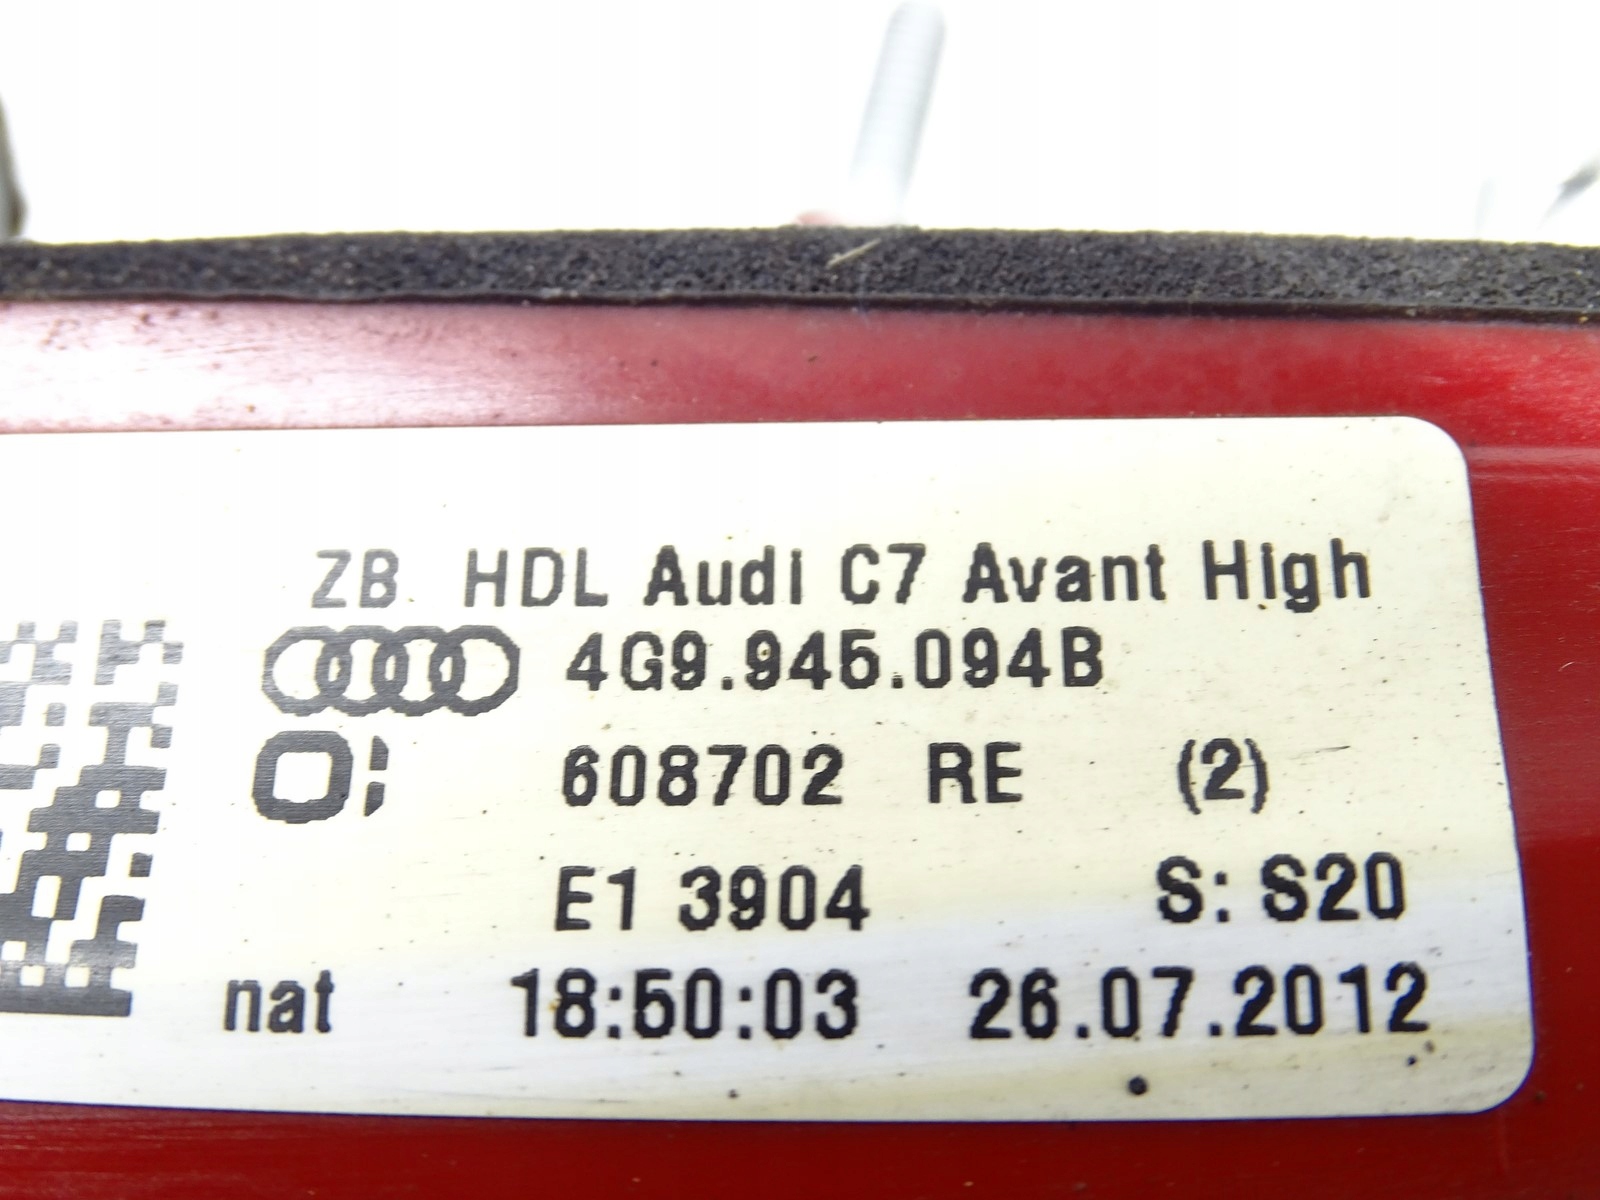 ZB HDL Audi C7 Avant High
4G9.945.094B
608702 RE (2)
E1 3904 S: S20
nat 18:50:03 26.07.2012